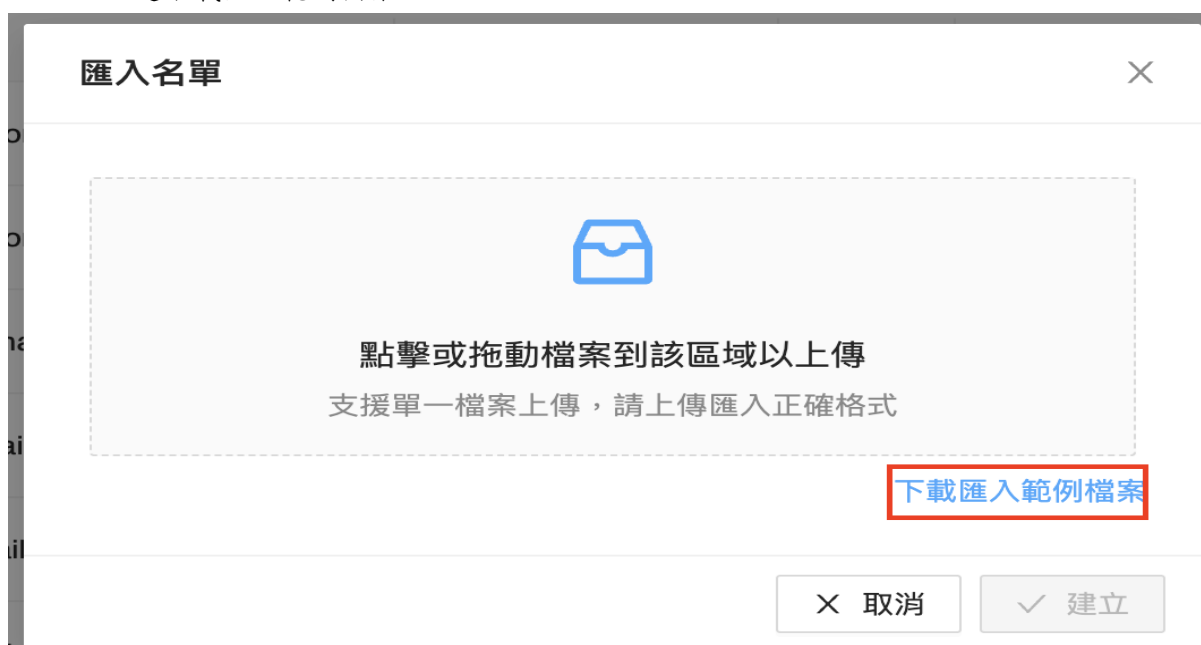 匯入名單
點擊或拖動檔案到該區域以上傳
支援單一檔案上傳，請上傳匯入正確格式
下載匯入範例檔案
取消
建立